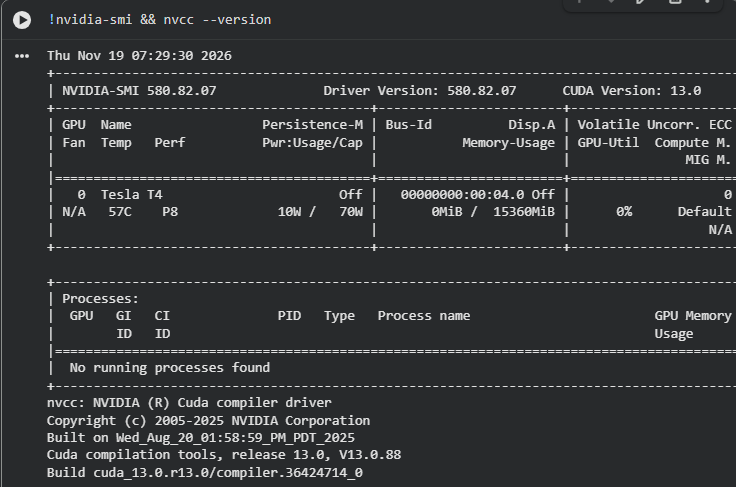 !nvidia-smi && nvcc --version
Thu Nov 19 07:29:30 2026
+-----------------------------------------------------------------------------------------
| NVIDIA-SMI 580.82.07              Driver Version: 580.82.07      CUDA Version: 13.0
+-----------------------------------------+------------------------+----------------------
| GPU  Name                 Persistence-M | Bus-Id          Disp.A | Volatile Uncorr. ECC
| Fan  Temp   Perf          Pwr:Usage/Cap |           Memory-Usage | GPU-Util  Compute M.
|                                         |                        |               MIG M.
|=========================================+========================+======================
|   0  Tesla T4                       Off |   00000000:00:04.0 Off |                    0
| N/A   57C    P8             10W /   70W |       0MiB /  15360MiB |      0%      Default
|                                         |                        |                  N/A
+-----------------------------------------+------------------------+----------------------
+-----------------------------------------------------------------------------------------
| Processes:
|  GPU   GI   CI              PID   Type   Process name                        GPU Memory
|        ID   ID                                                               Usage
|=========================================================================================
|  No running processes found
+-----------------------------------------------------------------------------------------
nvcc: NVIDIA (R) Cuda compiler driver
Copyright (c) 2005-2025 NVIDIA Corporation
Built on Wed_Aug_20_01:58:59_PM_PDT_2025
Cuda compilation tools, release 13.0, V13.0.88
Build cuda_13.0.r13.0/compiler.36424714_0